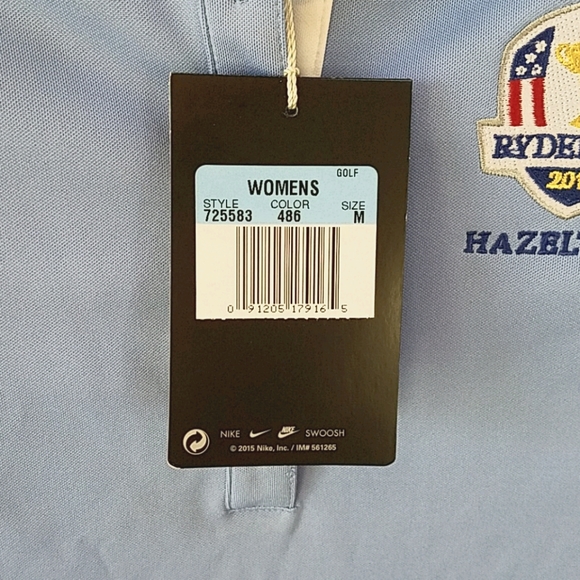 GOLF
WOMENS
STYLE COLOR SIZE
725583 486 M
0 91205 17916 5
NIKE NIKE SWOOSH
© 2015 Nike, Inc. / IM# 561265
RYDE
201
HAZELT